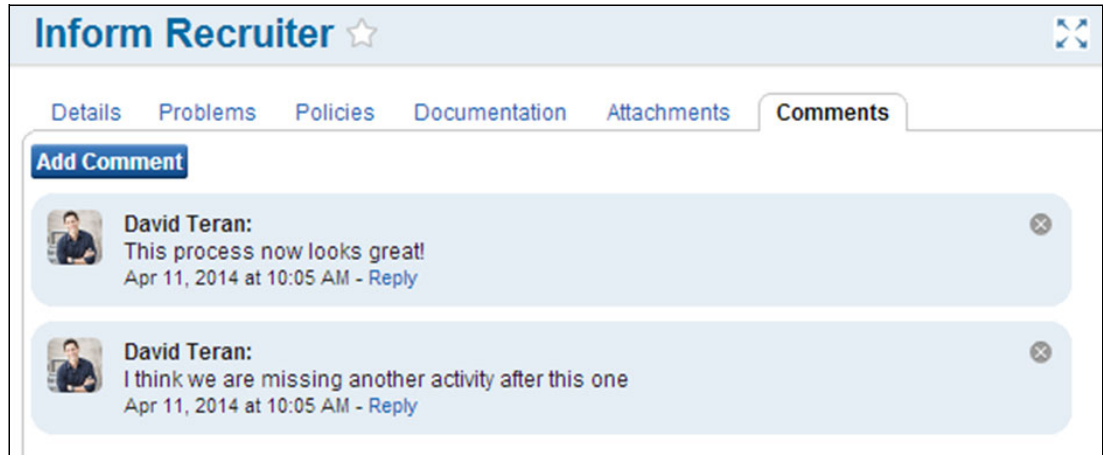 Inform Recruiter
Details Problems Policies Documentation Attachments Comments
Add Comment
David Teran:
This process now looks great!
Apr 11, 2014 at 10:05 AM - Reply
David Teran:
I think we are missing another activity after this one
Apr 11, 2014 at 10:05 AM - Reply